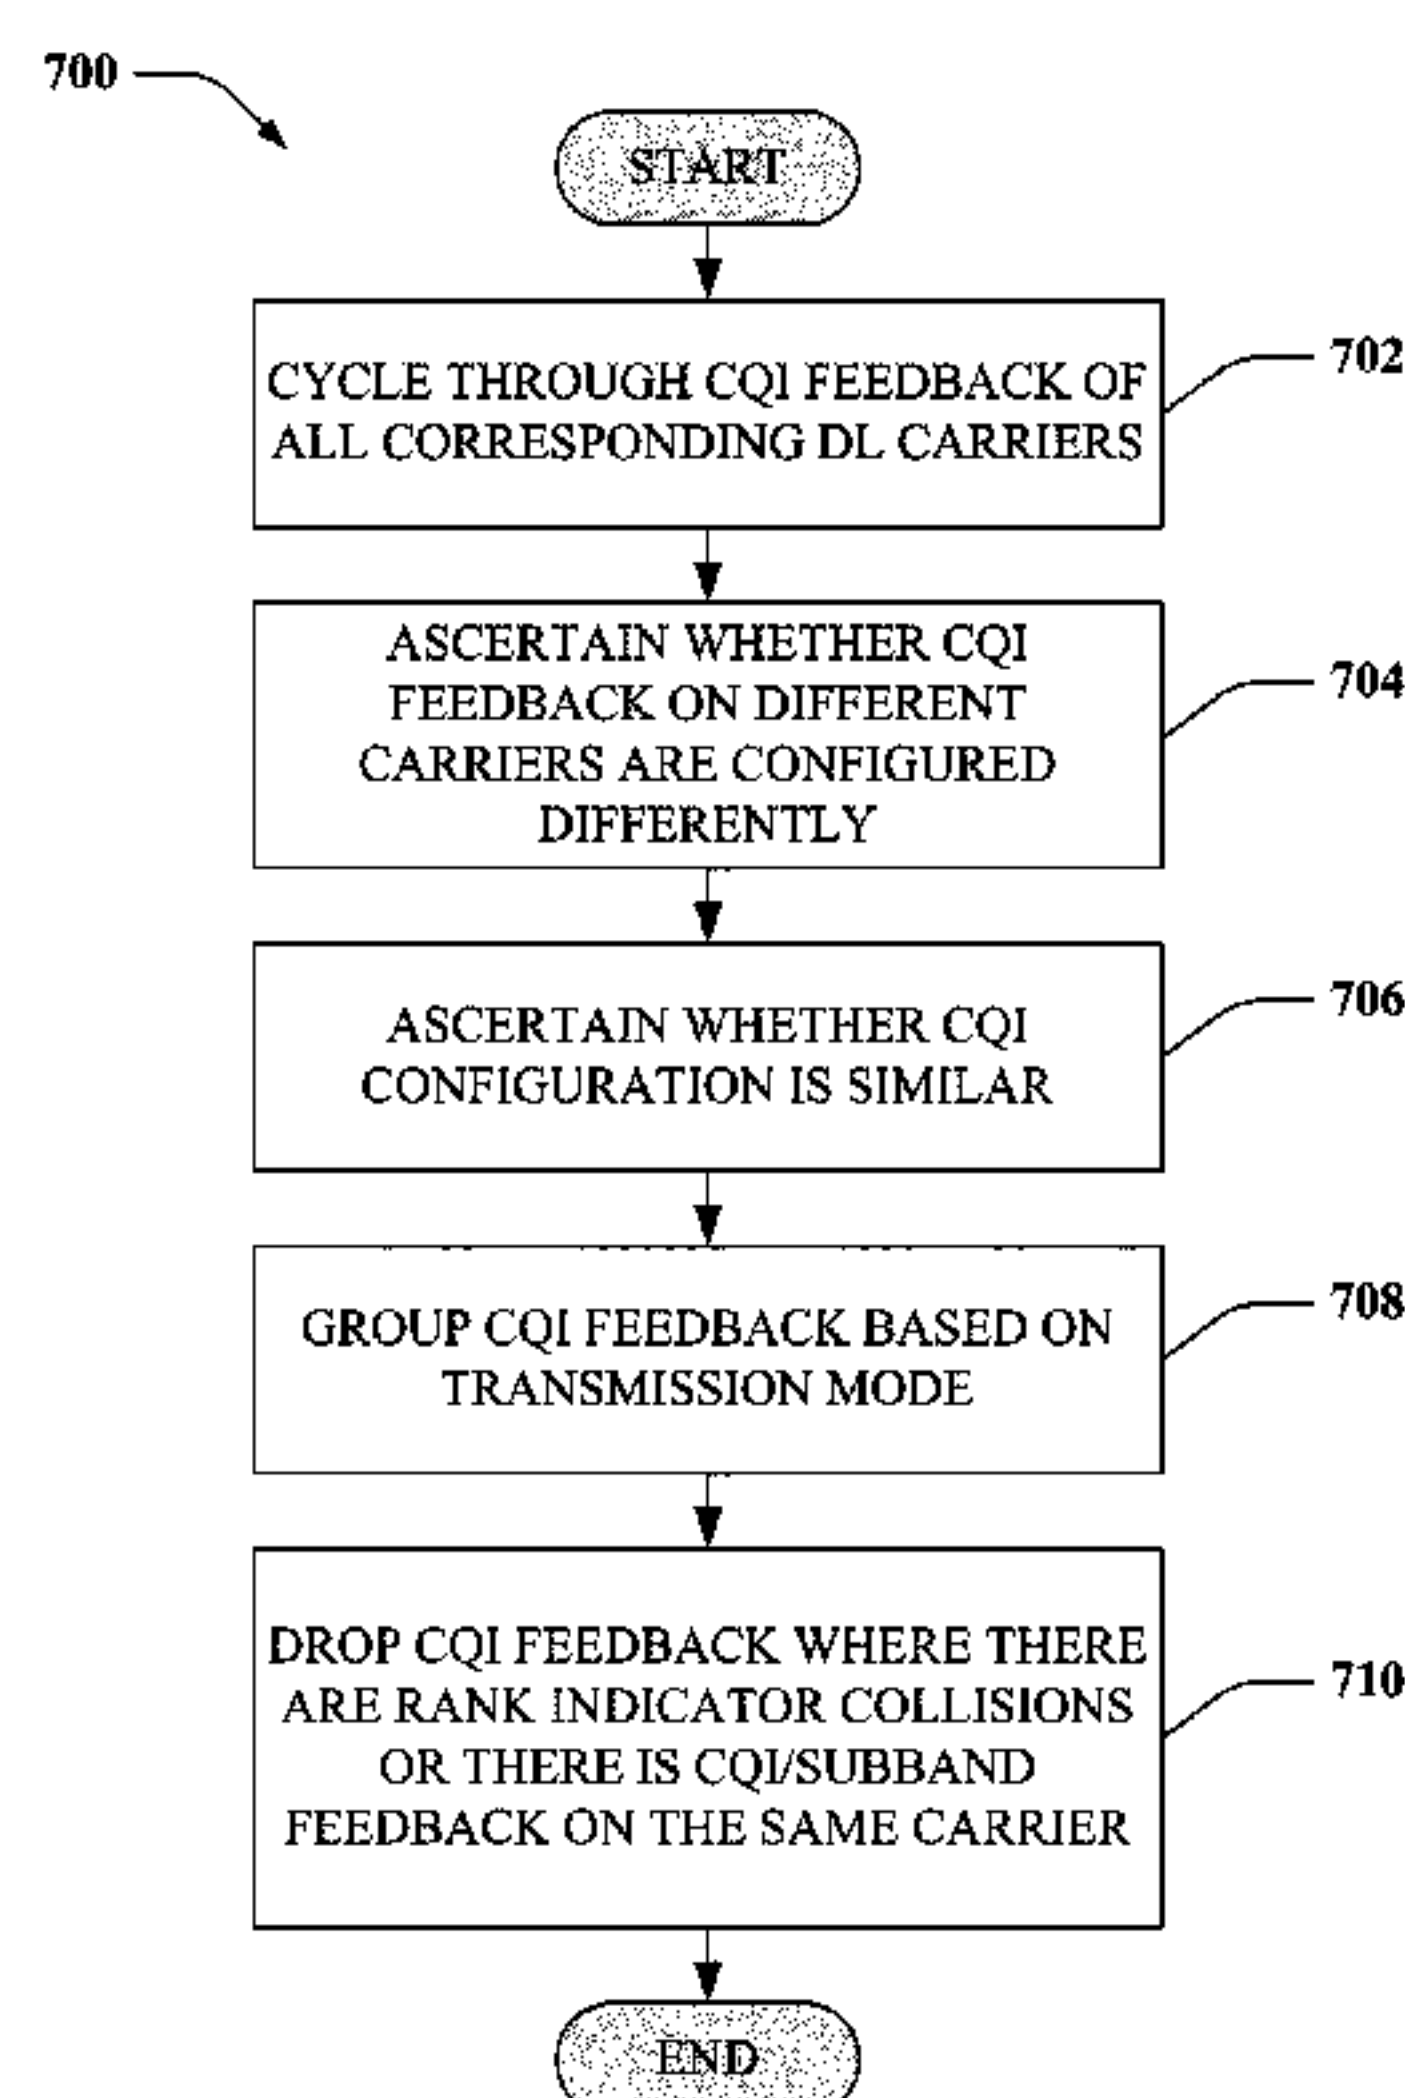 700
START
CYCLE THROUGH CQI FEEDBACK OF
ALL CORRESPONDING DL CARRIERS
702
ASCERTAIN WHETHER CQI
FEEDBACK ON DIFFERENT
CARRIERS ARE CONFIGURED
DIFFERENTLY
704
ASCERTAIN WHETHER CQI
CONFIGURATION IS SIMILAR
706
GROUP CQI FEEDBACK BASED ON
TRANSMISSION MODE
708
DROP CQI FEEDBACK WHERE THERE
ARE RANK INDICATOR COLLISIONS
OR THERE IS CQI/SUBBAND
FEEDBACK ON THE SAME CARRIER
710
END